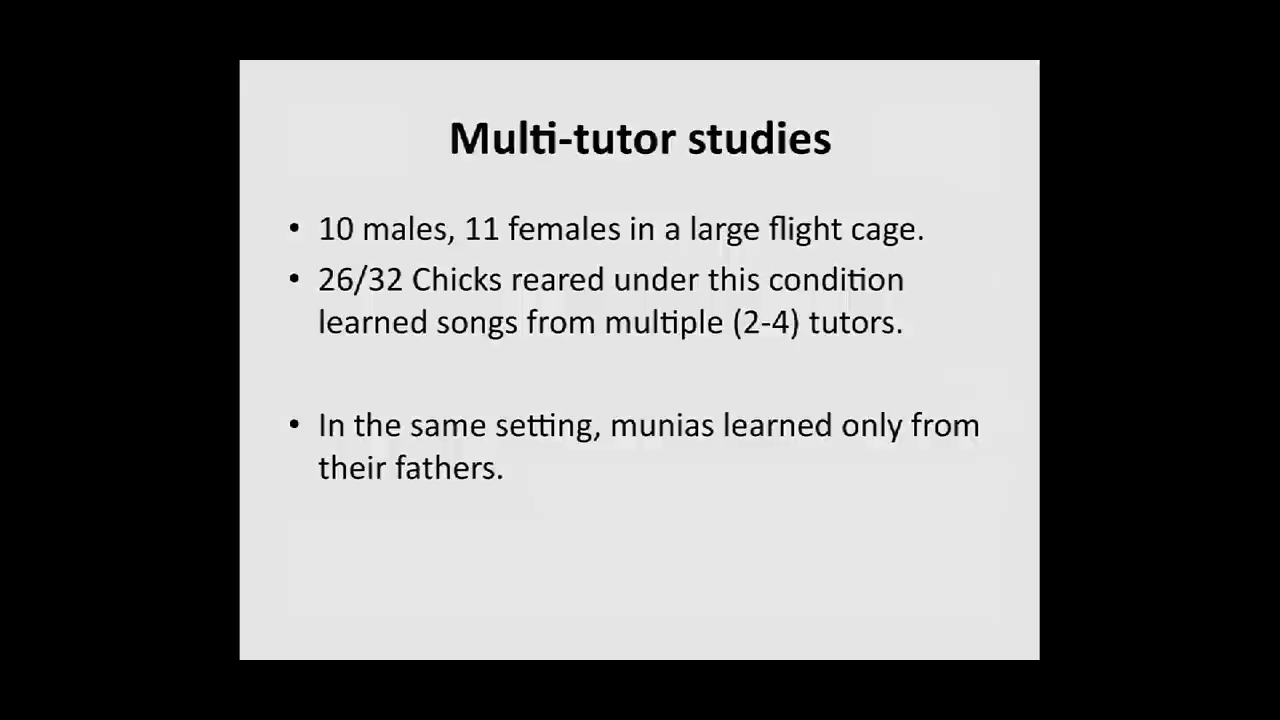 Multi-tutor studies
• 10 males, 11 females in a large flight cage.
• 26/32 Chicks reared under this condition
learned songs from multiple (2-4) tutors.
• In the same setting, munias learned only from
their fathers.